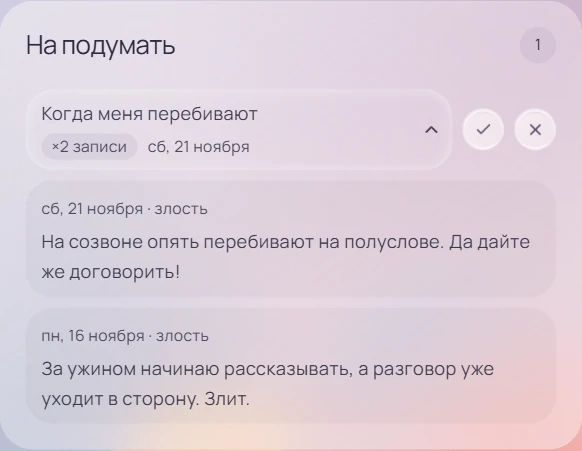 На подумать
1
Когда меня перебивают
×2 записи сб, 21 ноября
сб, 21 ноября · злость
На созвоне опять перебивают на полуслове. Да дайте
же договорить!
пн, 16 ноября · злость
За ужином начинаю рассказывать, а разговор уже
уходит в сторону. Злит.